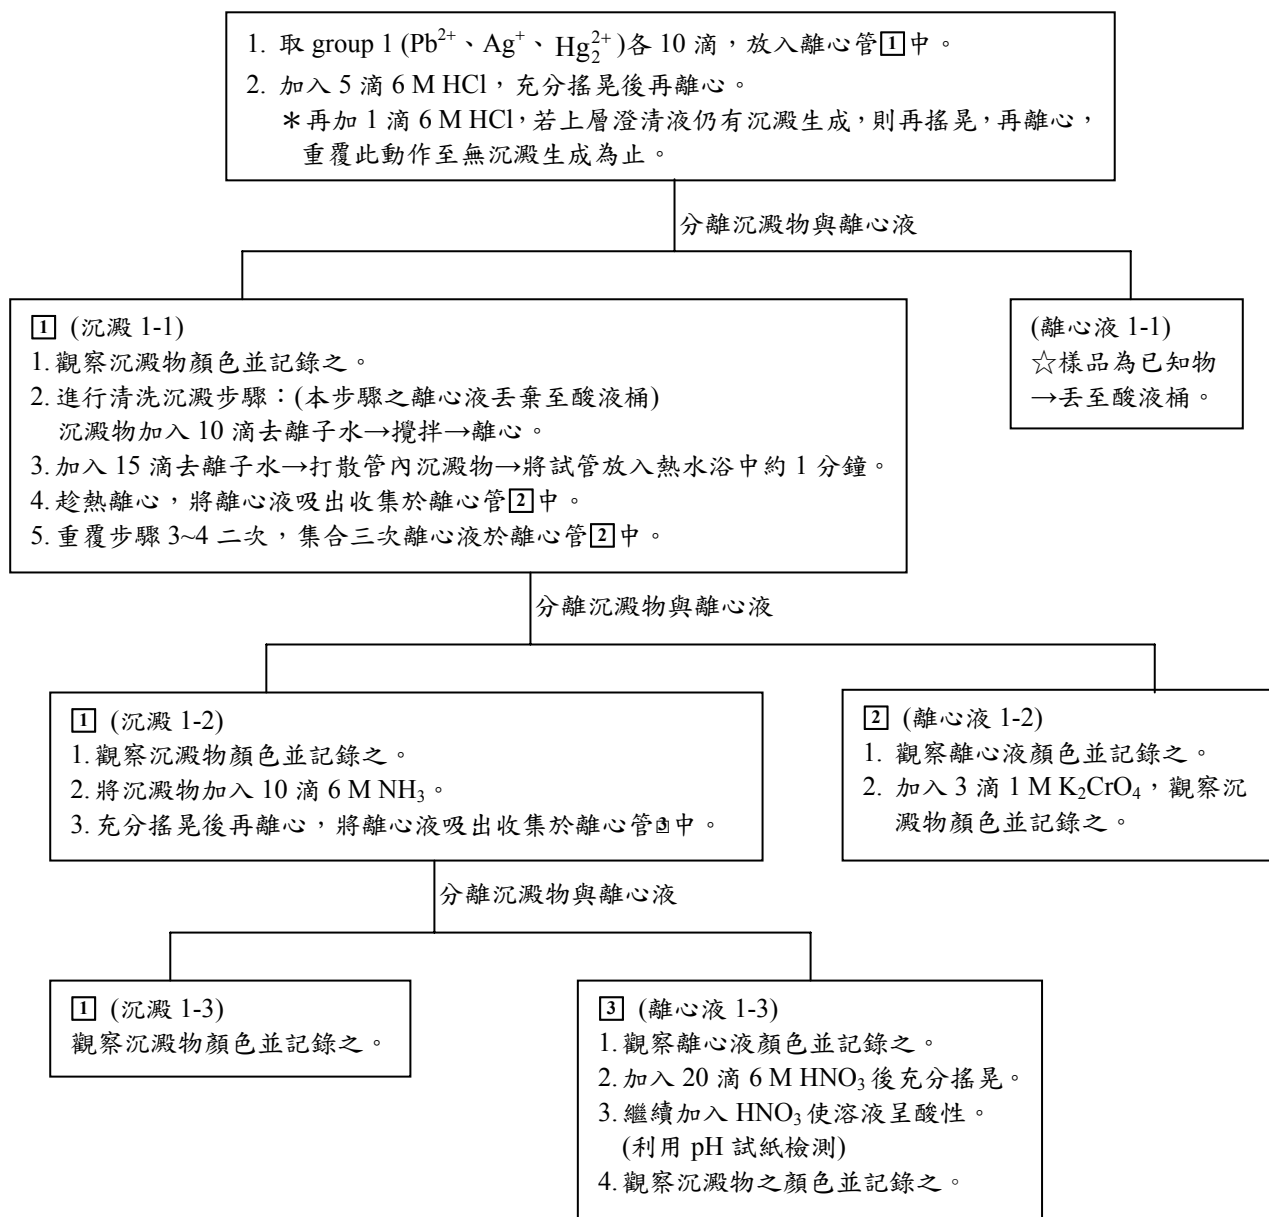 1. 取 group 1 (Pb²⁺、Ag⁺、Hg₂²⁺)各 10 滴，放入離心管1中。
2. 加入 5 滴 6 M HCl，充分搖晃後再離心。
＊再加 1 滴 6 M HCl，若上層澄清液仍有沉澱生成，則再搖晃，再離心，
重覆此動作至無沉澱生成為止。
分離沉澱物與離心液
1 (沉澱 1-1)
1. 觀察沉澱物顏色並記錄之。
2. 進行清洗沉澱步驟：(本步驟之離心液丟棄至酸液桶)
沉澱物加入 10 滴去離子水→攪拌→離心。
3. 加入 15 滴去離子水→打散管內沉澱物→將試管放入熱水浴中約 1 分鐘。
4. 趁熱離心，將離心液吸出收集於離心管2中。
5. 重覆步驟 3~4 二次，集合三次離心液於離心管2中。
(離心液 1-1)
☆樣品為已知物
→丟至酸液桶。
分離沉澱物與離心液
1 (沉澱 1-2)
1. 觀察沉澱物顏色並記錄之。
2. 將沉澱物加入 10 滴 6 M NH₃。
3. 充分搖晃後再離心，將離心液吸出收集於離心管3中。
2 (離心液 1-2)
1. 觀察離心液顏色並記錄之。
2. 加入 3 滴 1 M K₂CrO₄，觀察沉
澱物顏色並記錄之。
分離沉澱物與離心液
1 (沉澱 1-3)
觀察沉澱物顏色並記錄之。
3 (離心液 1-3)
1. 觀察離心液顏色並記錄之。
2. 加入 20 滴 6 M HNO₃ 後充分搖晃。
3. 繼續加入 HNO₃ 使溶液呈酸性。
(利用 pH 試紙檢測)
4. 觀察沉澱物之顏色並記錄之。